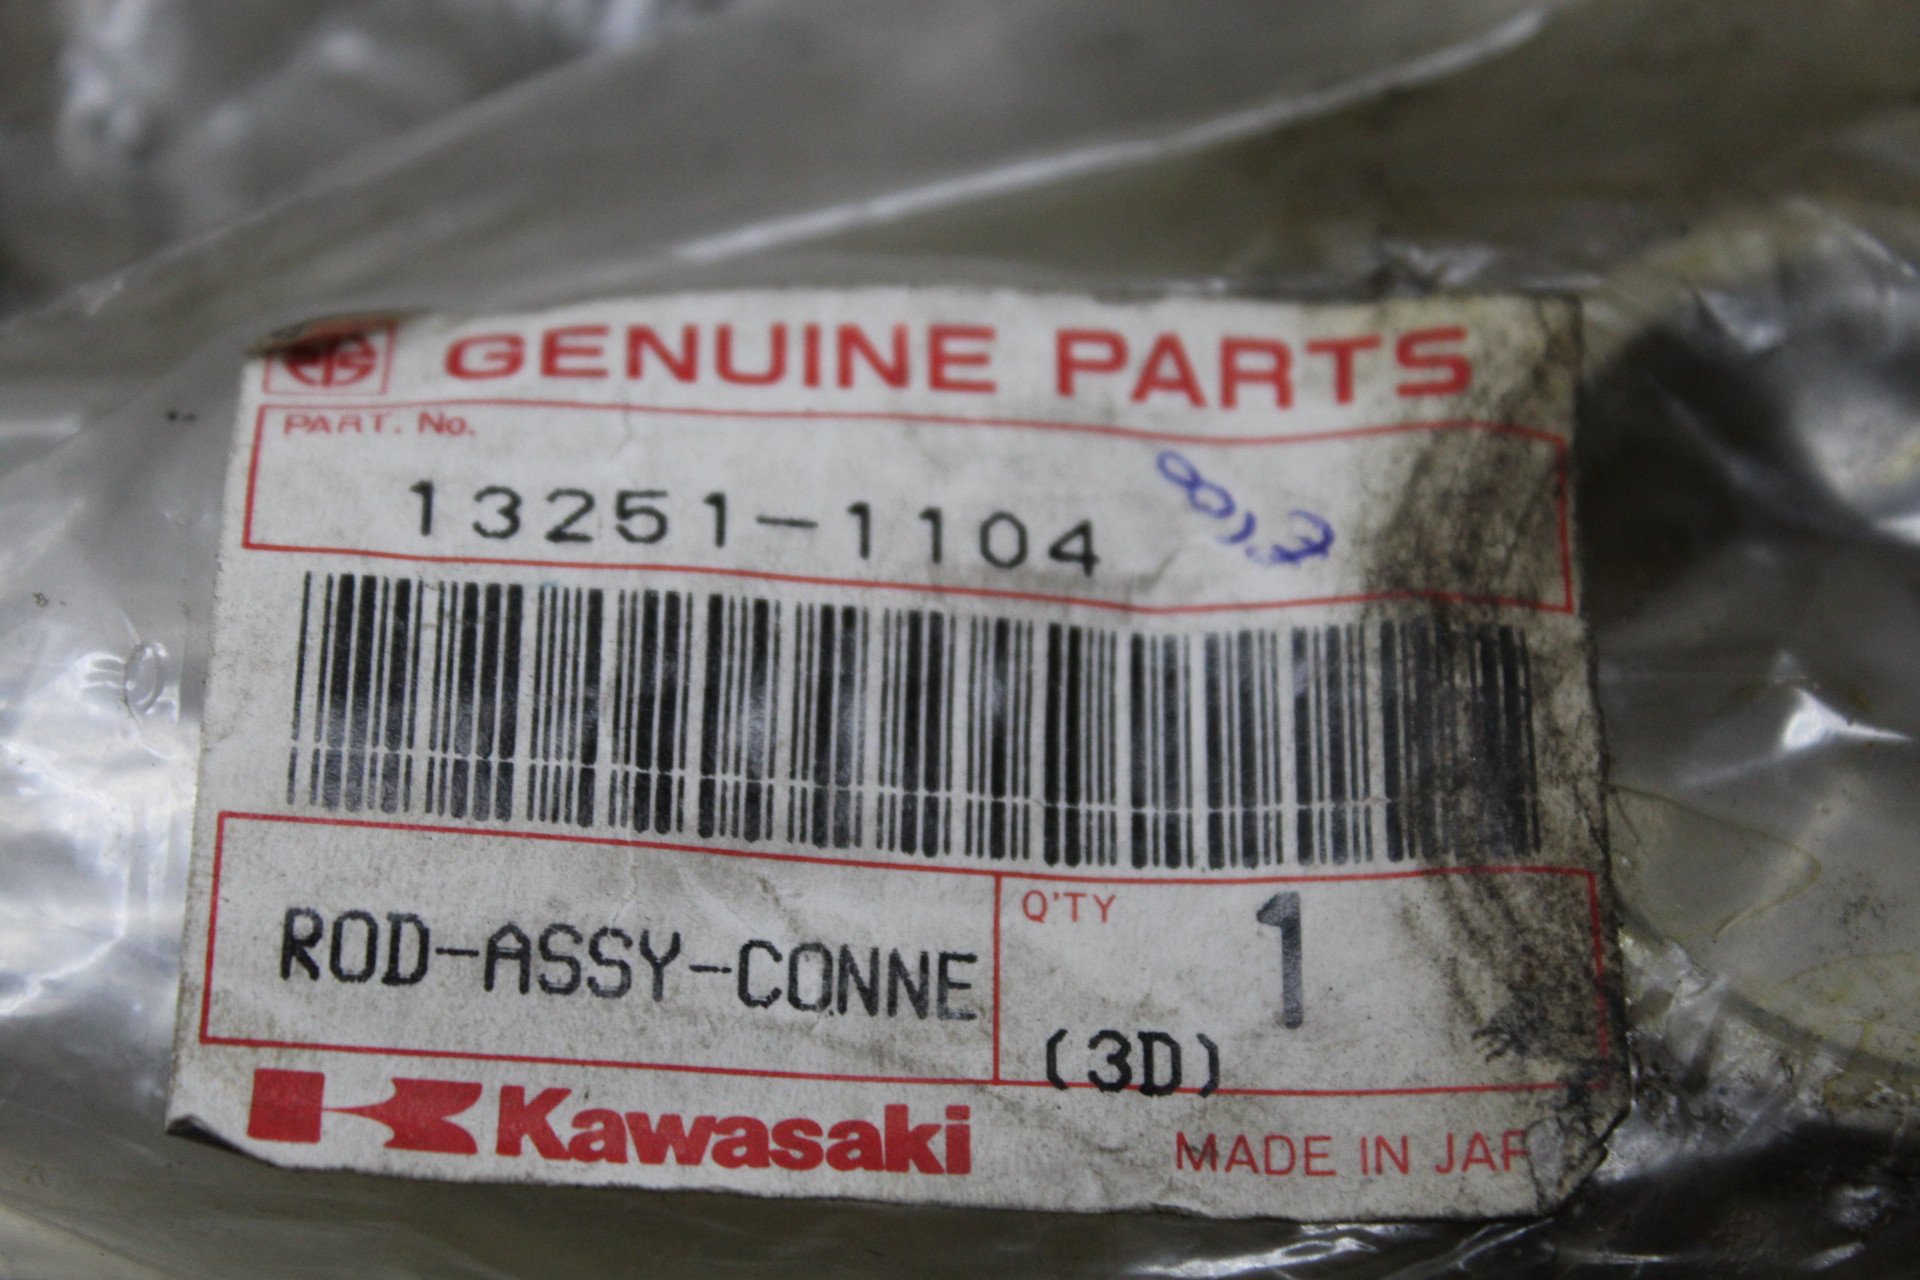 GENUINE PARTS
PART. No.
13251-1104
ROD-ASSY-CONNE
Q'TY
1
(3D)
Kawasaki
MADE IN JAP